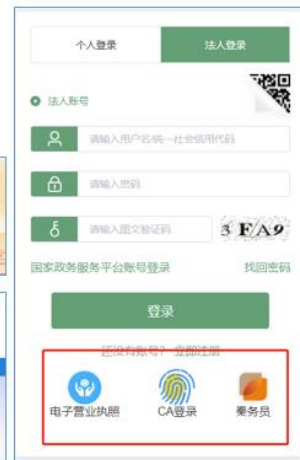 个人登录
法人登录
法人账号
请输入用户名/统一社会信用代码
请输入密码
请输入图文验证码
3 F/A9
国家政务服务平台账号登录
找回密码
登录
还没有账号？ 立即注册
电子营业执照
CA登录
秦务员